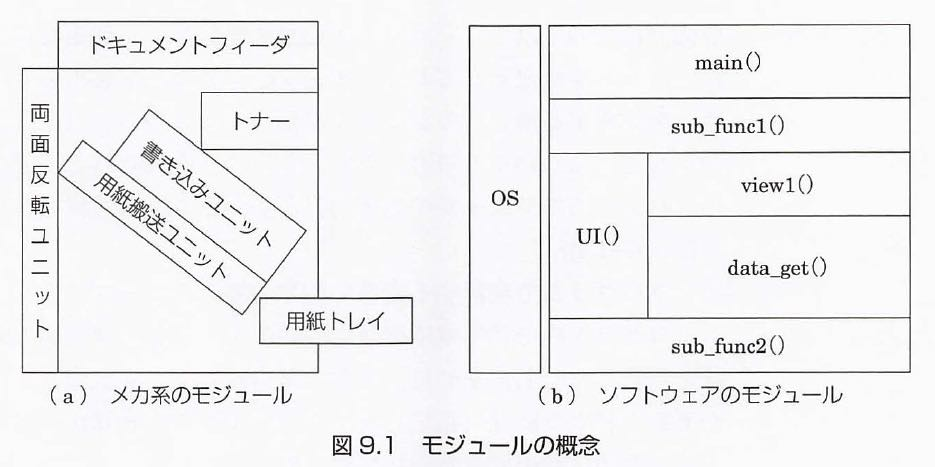 ドキュメントフィーダ
両面反転ユニット
トナー
書き込みユニット
用紙搬送ユニット
用紙トレイ
(a) メカ系のモジュール
OS
main()
sub_func1()
UI()
view1()
data_get()
sub_func2()
(b) ソフトウェアのモジュール
図 9.1 モジュールの概念